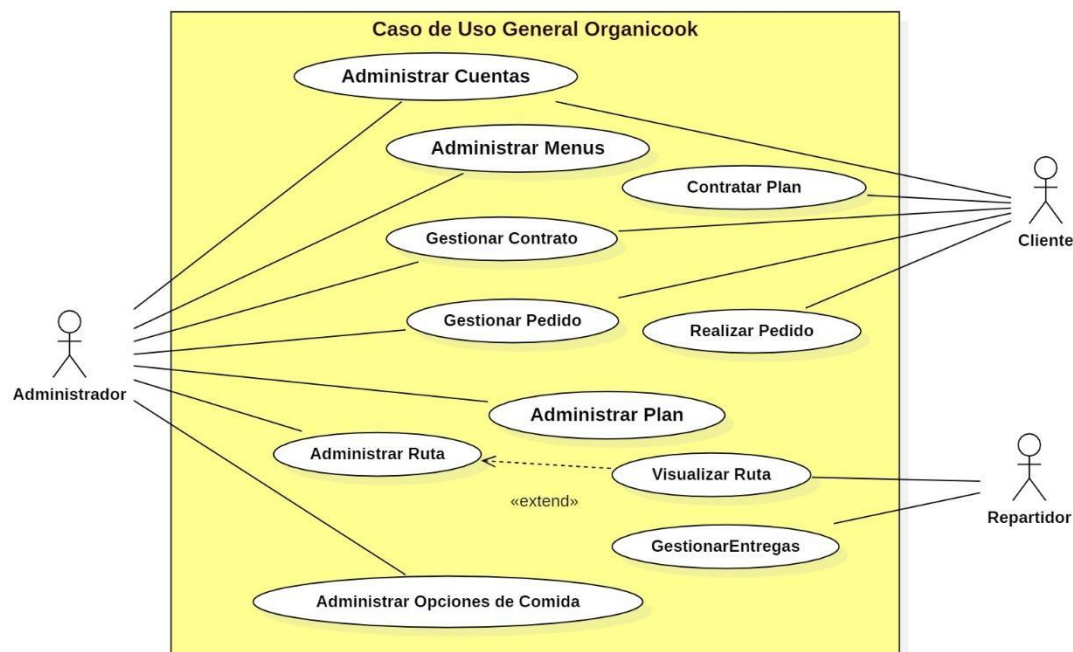 Caso de Uso General Organicook
Administrar Cuentas
Administrar Menus
Contratar Plan
Gestionar Contrato
Cliente
Gestionar Pedido
Realizar Pedido
Administrador
Administrar Plan
Administrar Ruta
Visualizar Ruta
«extend»
Repartidor
GestionarEntregas
Administrar Opciones de Comida